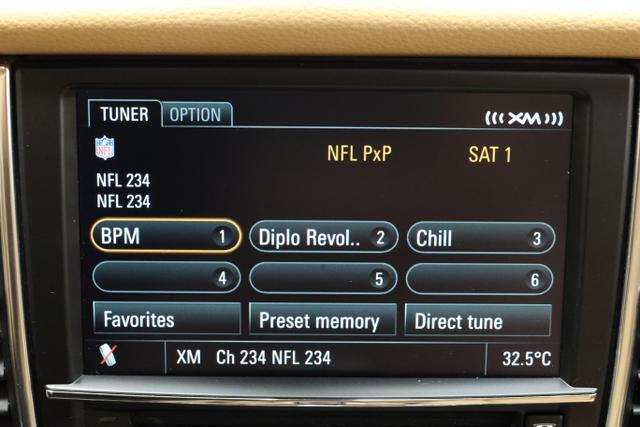 TUNER OPTION XM
NFL
NFL PxP SAT 1
NFL 234
NFL 234
BPM 1 Diplo Revol.. 2 Chill 3
4 5 6
Favorites Preset memory Direct tune
XM Ch 234 NFL 234 32.5°C